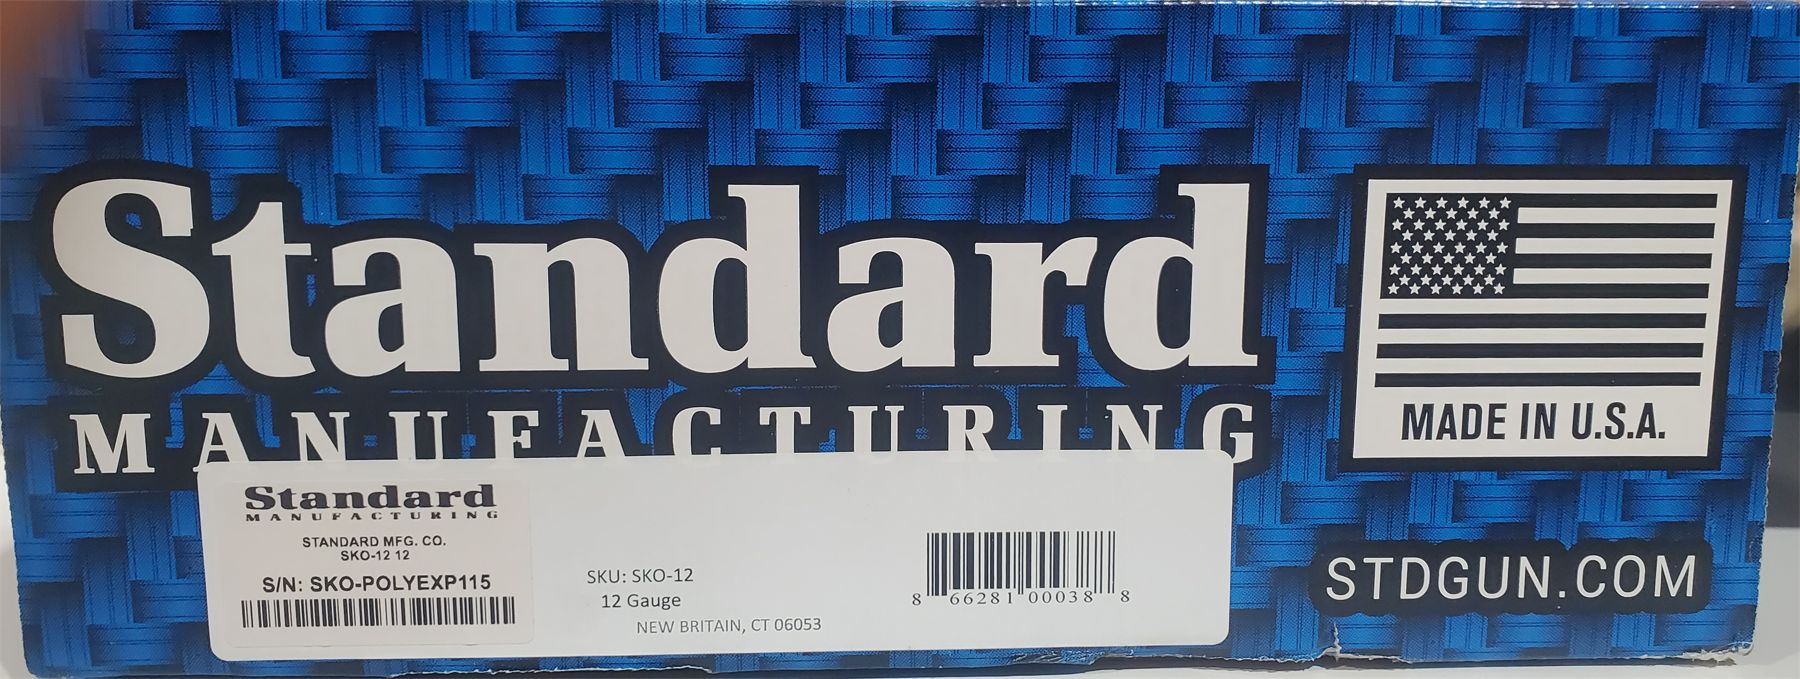 Standard
MANUFACTURING
MADE IN U.S.A.
STDGUN.COM
Standard
MANUFACTURING
STANDARD MFG. CO.
SKO-12 12
S/N: SKO-POLYEXP115
SKU: SKO-12
12 Gauge
NEW BRITAIN, CT 06053
8 66281 00038 8